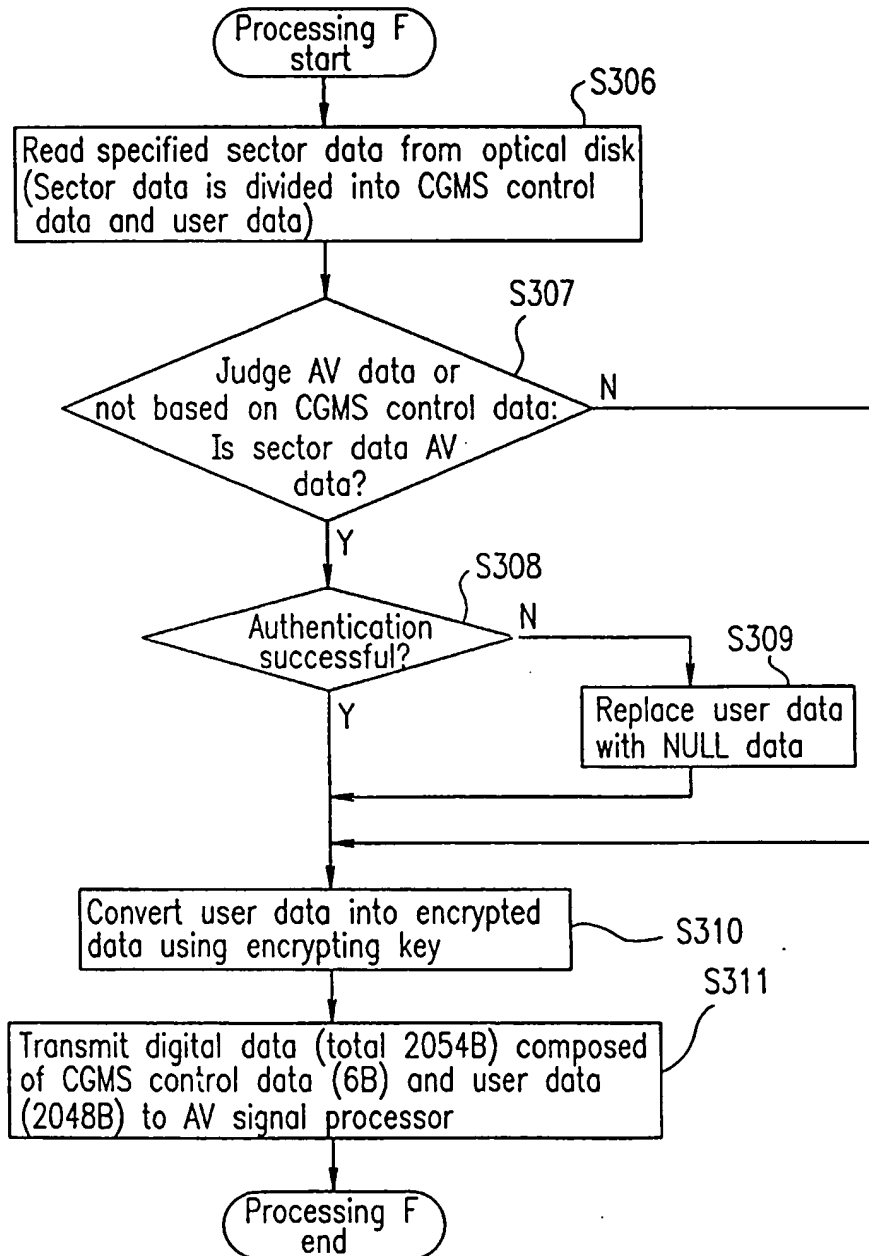 Processing F
start
S306
Read specified sector data from optical disk
(Sector data is divided into CGMS control
data and user data)
S307
Judge AV data or
not based on CGMS control data:
Is sector data AV
data?
N
Y
S308
Authentication
successful?
N
S309
Replace user data
with NULL data
Y
Convert user data into encrypted
data using encrypting key
S310
S311
Transmit digital data (total 2054B) composed
of CGMS control data (6B) and user data
(2048B) to AV signal processor
Processing F
end